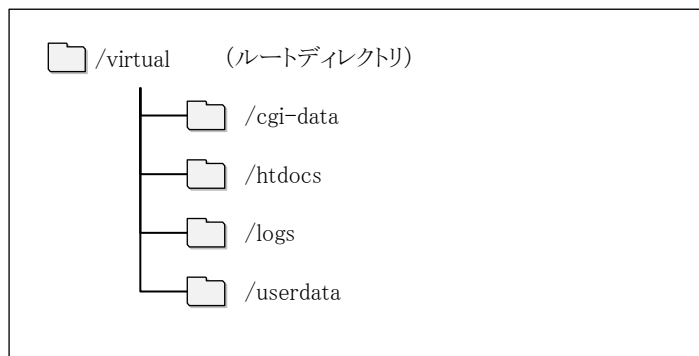 /virtual (ルートディレクトリ)
/cgi-data
/htdocs
/logs
/userdata